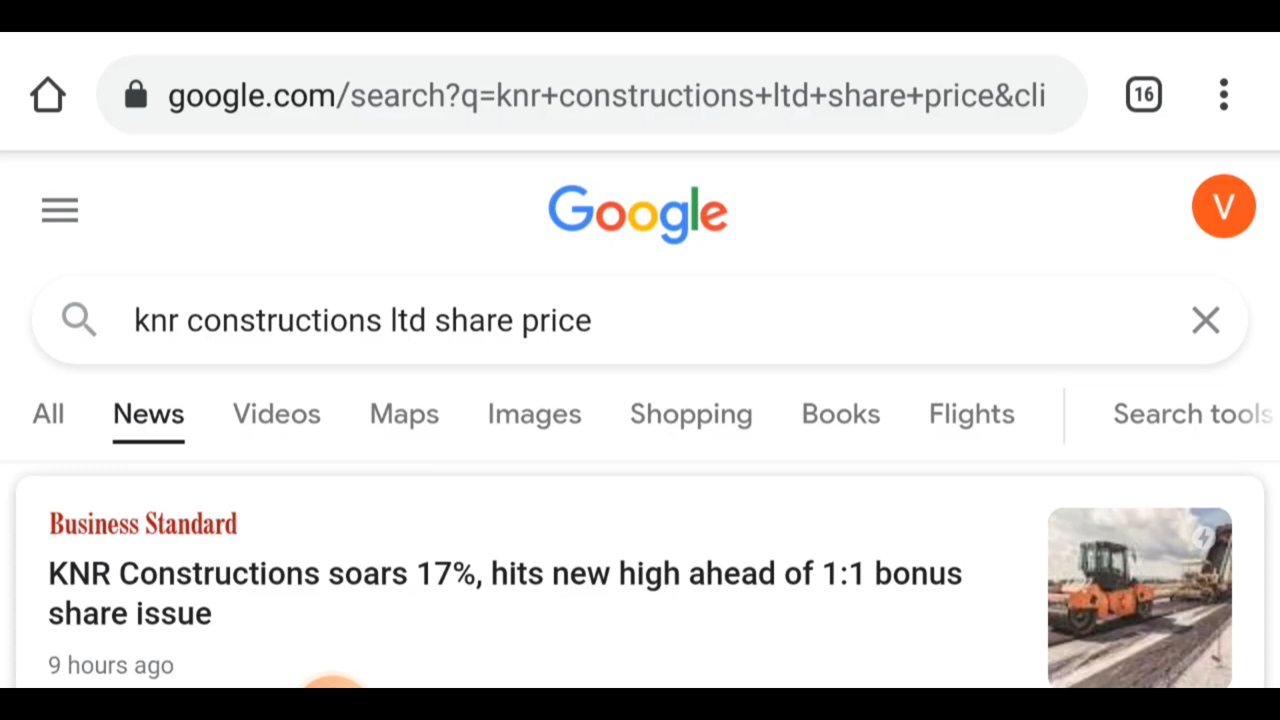 google.com/search?q=knr+constructions+ltd+share+price&cli
16
Google
V
knr constructions ltd share price
All News Videos Maps Images Shopping Books Flights Search tools
Business Standard
KNR Constructions soars 17%, hits new high ahead of 1:1 bonus
share issue
9 hours ago